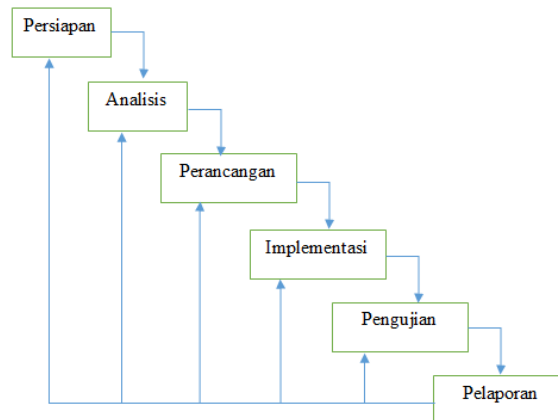 Persiapan
Analisis
Perancangan
Implementasi
Pengujian
Pelaporan